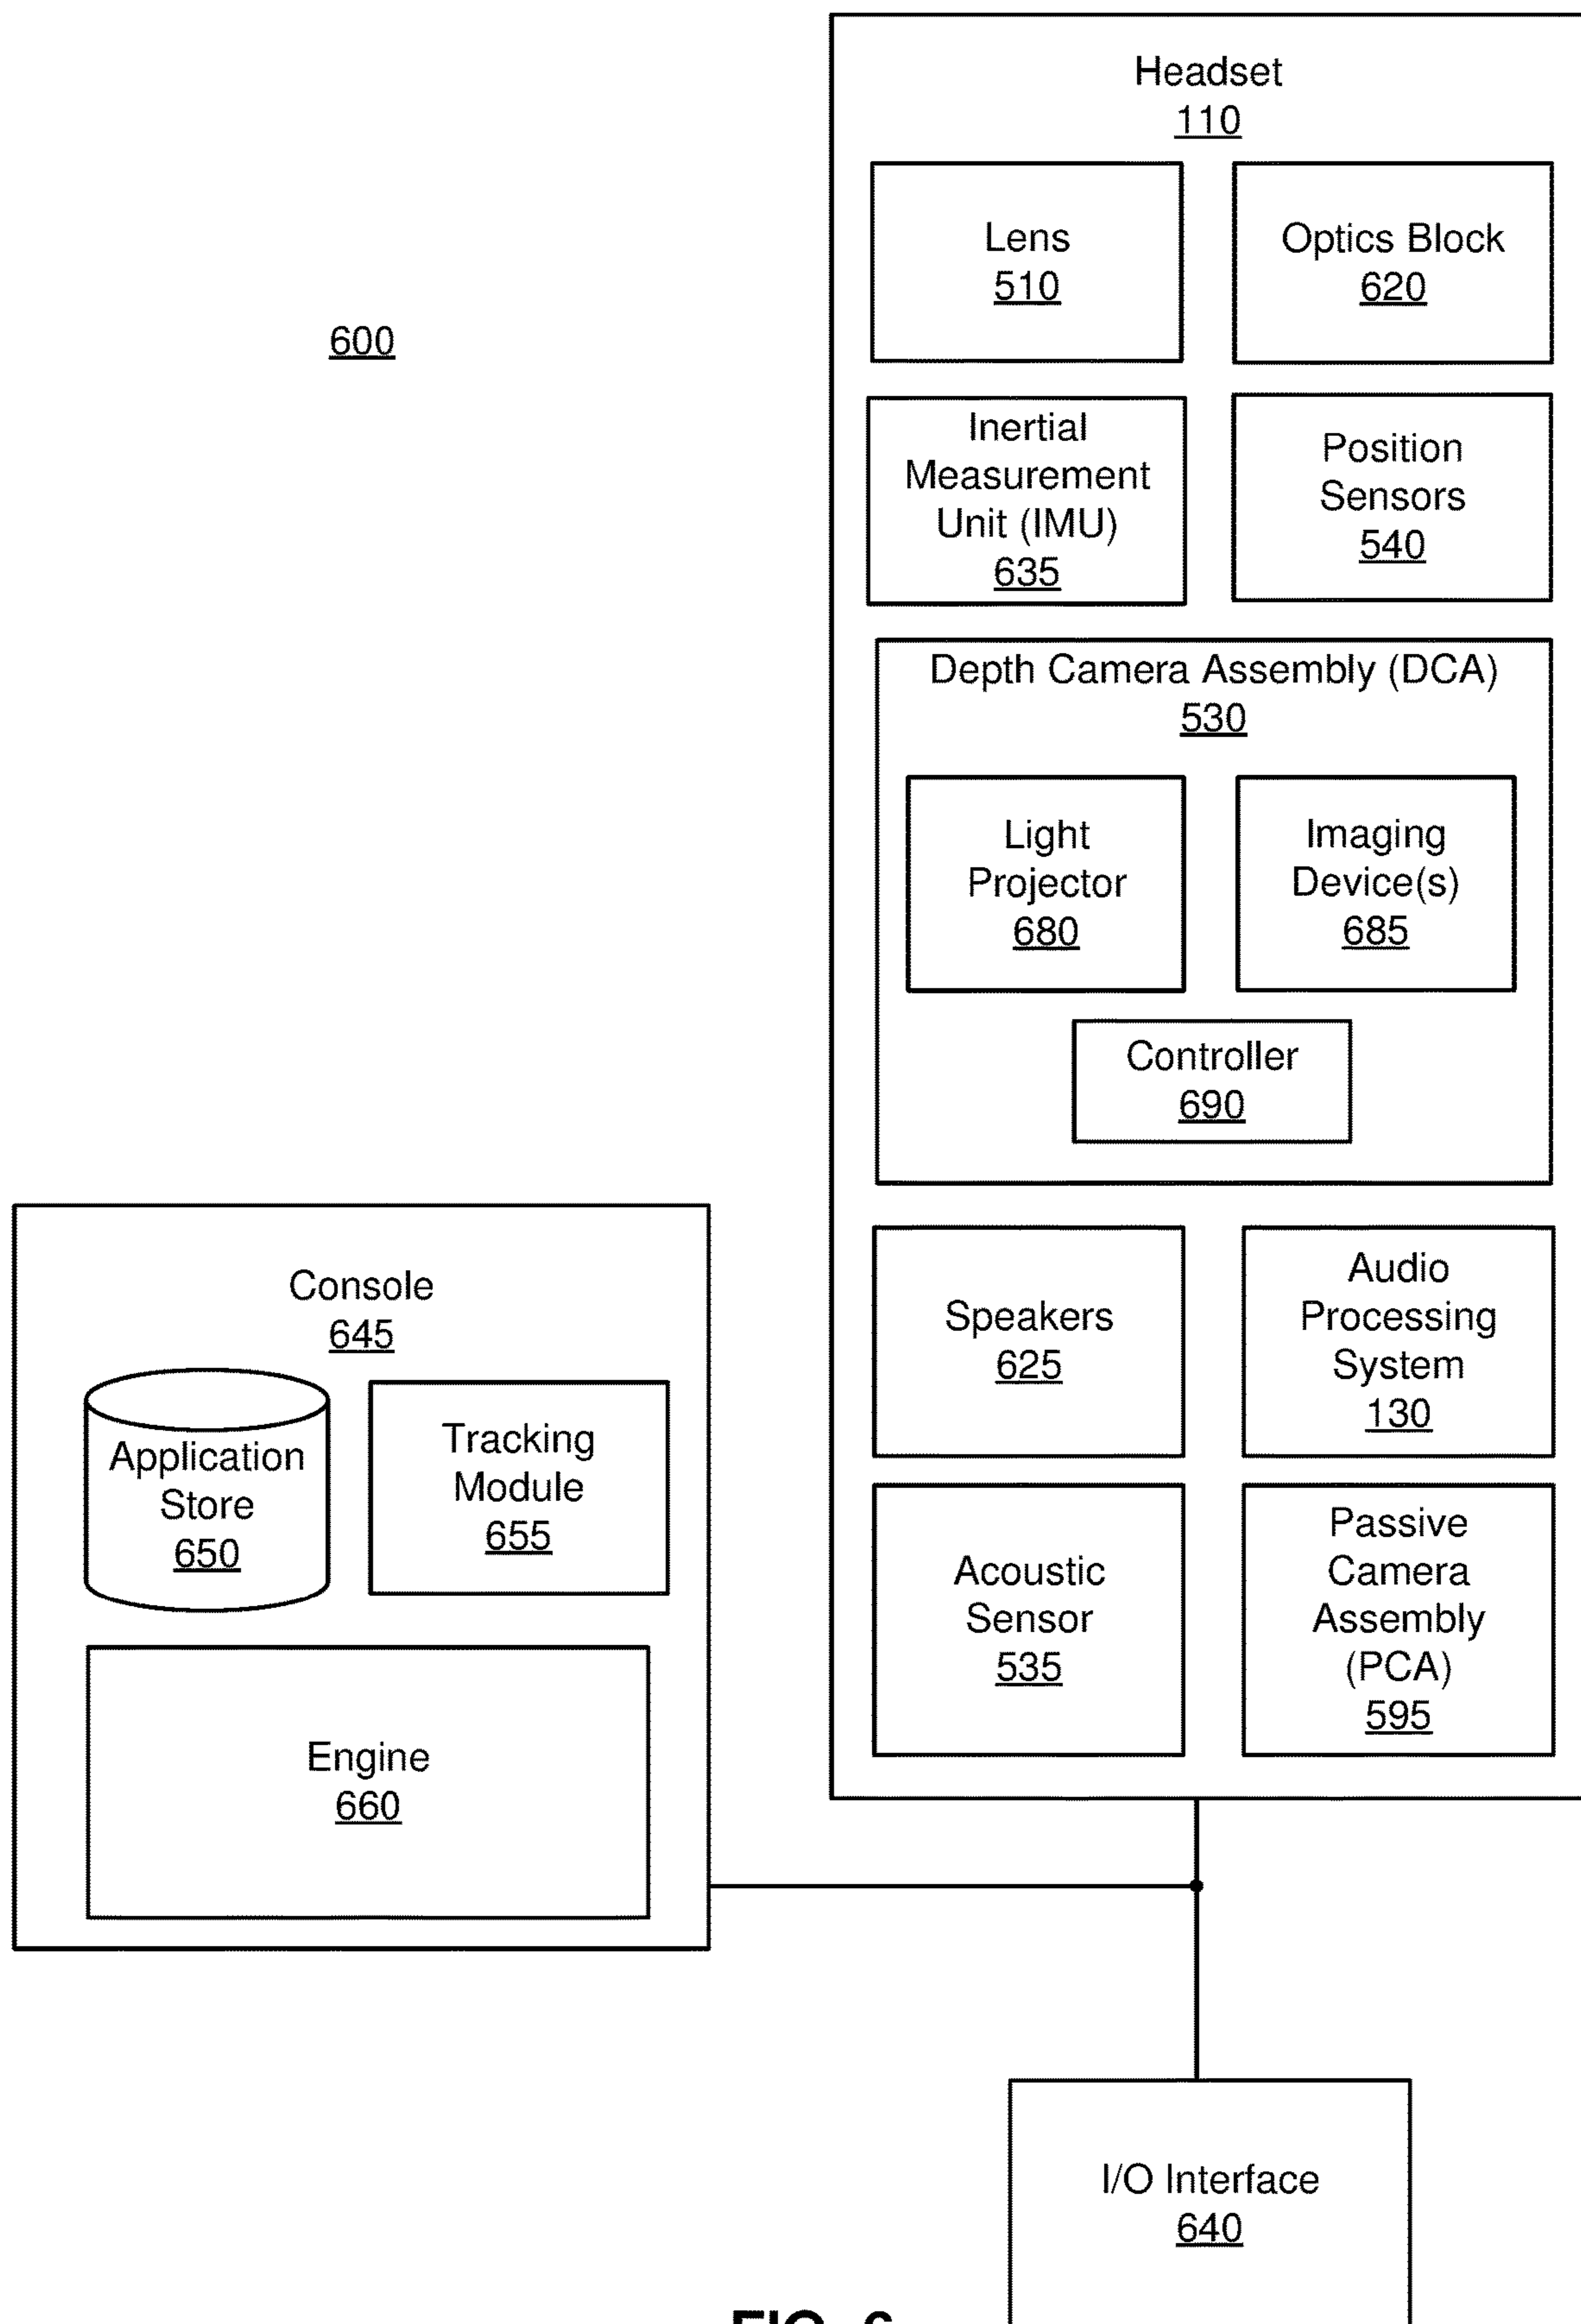 Headset
110
Lens
510
Optics Block
620
600
Inertial
Measurement
Unit (IMU)
635
Position
Sensors
540
Depth Camera Assembly (DCA)
530
Light
Projector
680
Imaging
Device(s)
685
Controller
690
Speakers
625
Audio
Processing
System
130
Acoustic
Sensor
535
Passive
Camera
Assembly
(PCA)
595
Console
645
Application
Store
650
Tracking
Module
655
Engine
660
I/O Interface
640
FIG. 6